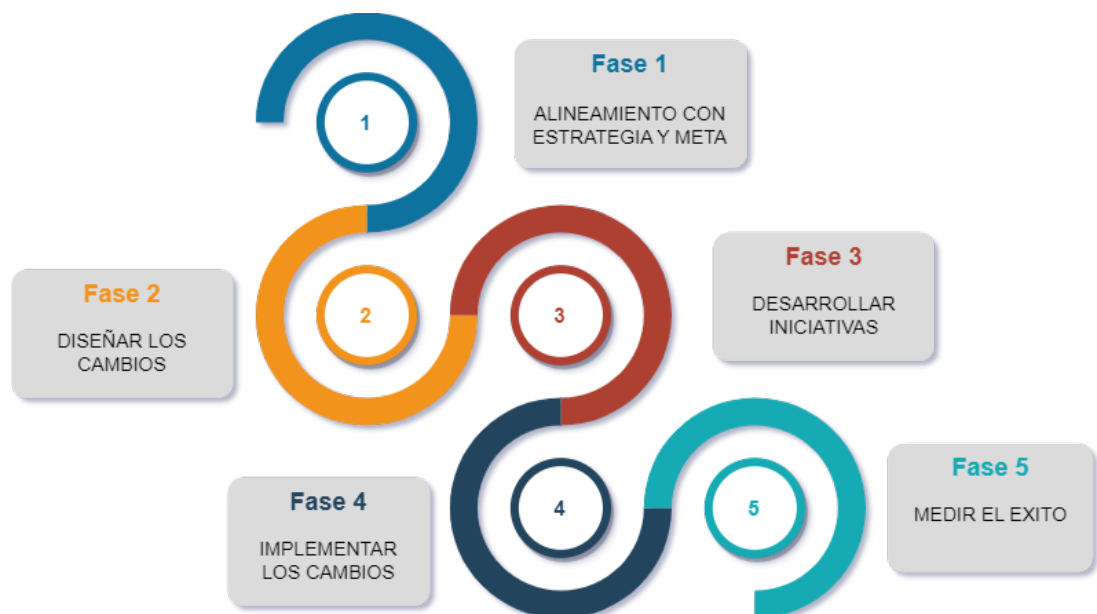 1
Fase 1
ALINEAMIENTO CON
ESTRATEGIA Y META
Fase 2
DISEÑAR LOS
CAMBIOS
2
3
Fase 3
DESARROLLAR
INICIATIVAS
Fase 4
IMPLEMENTAR
LOS CAMBIOS
4
5
Fase 5
MEDIR EL EXITO